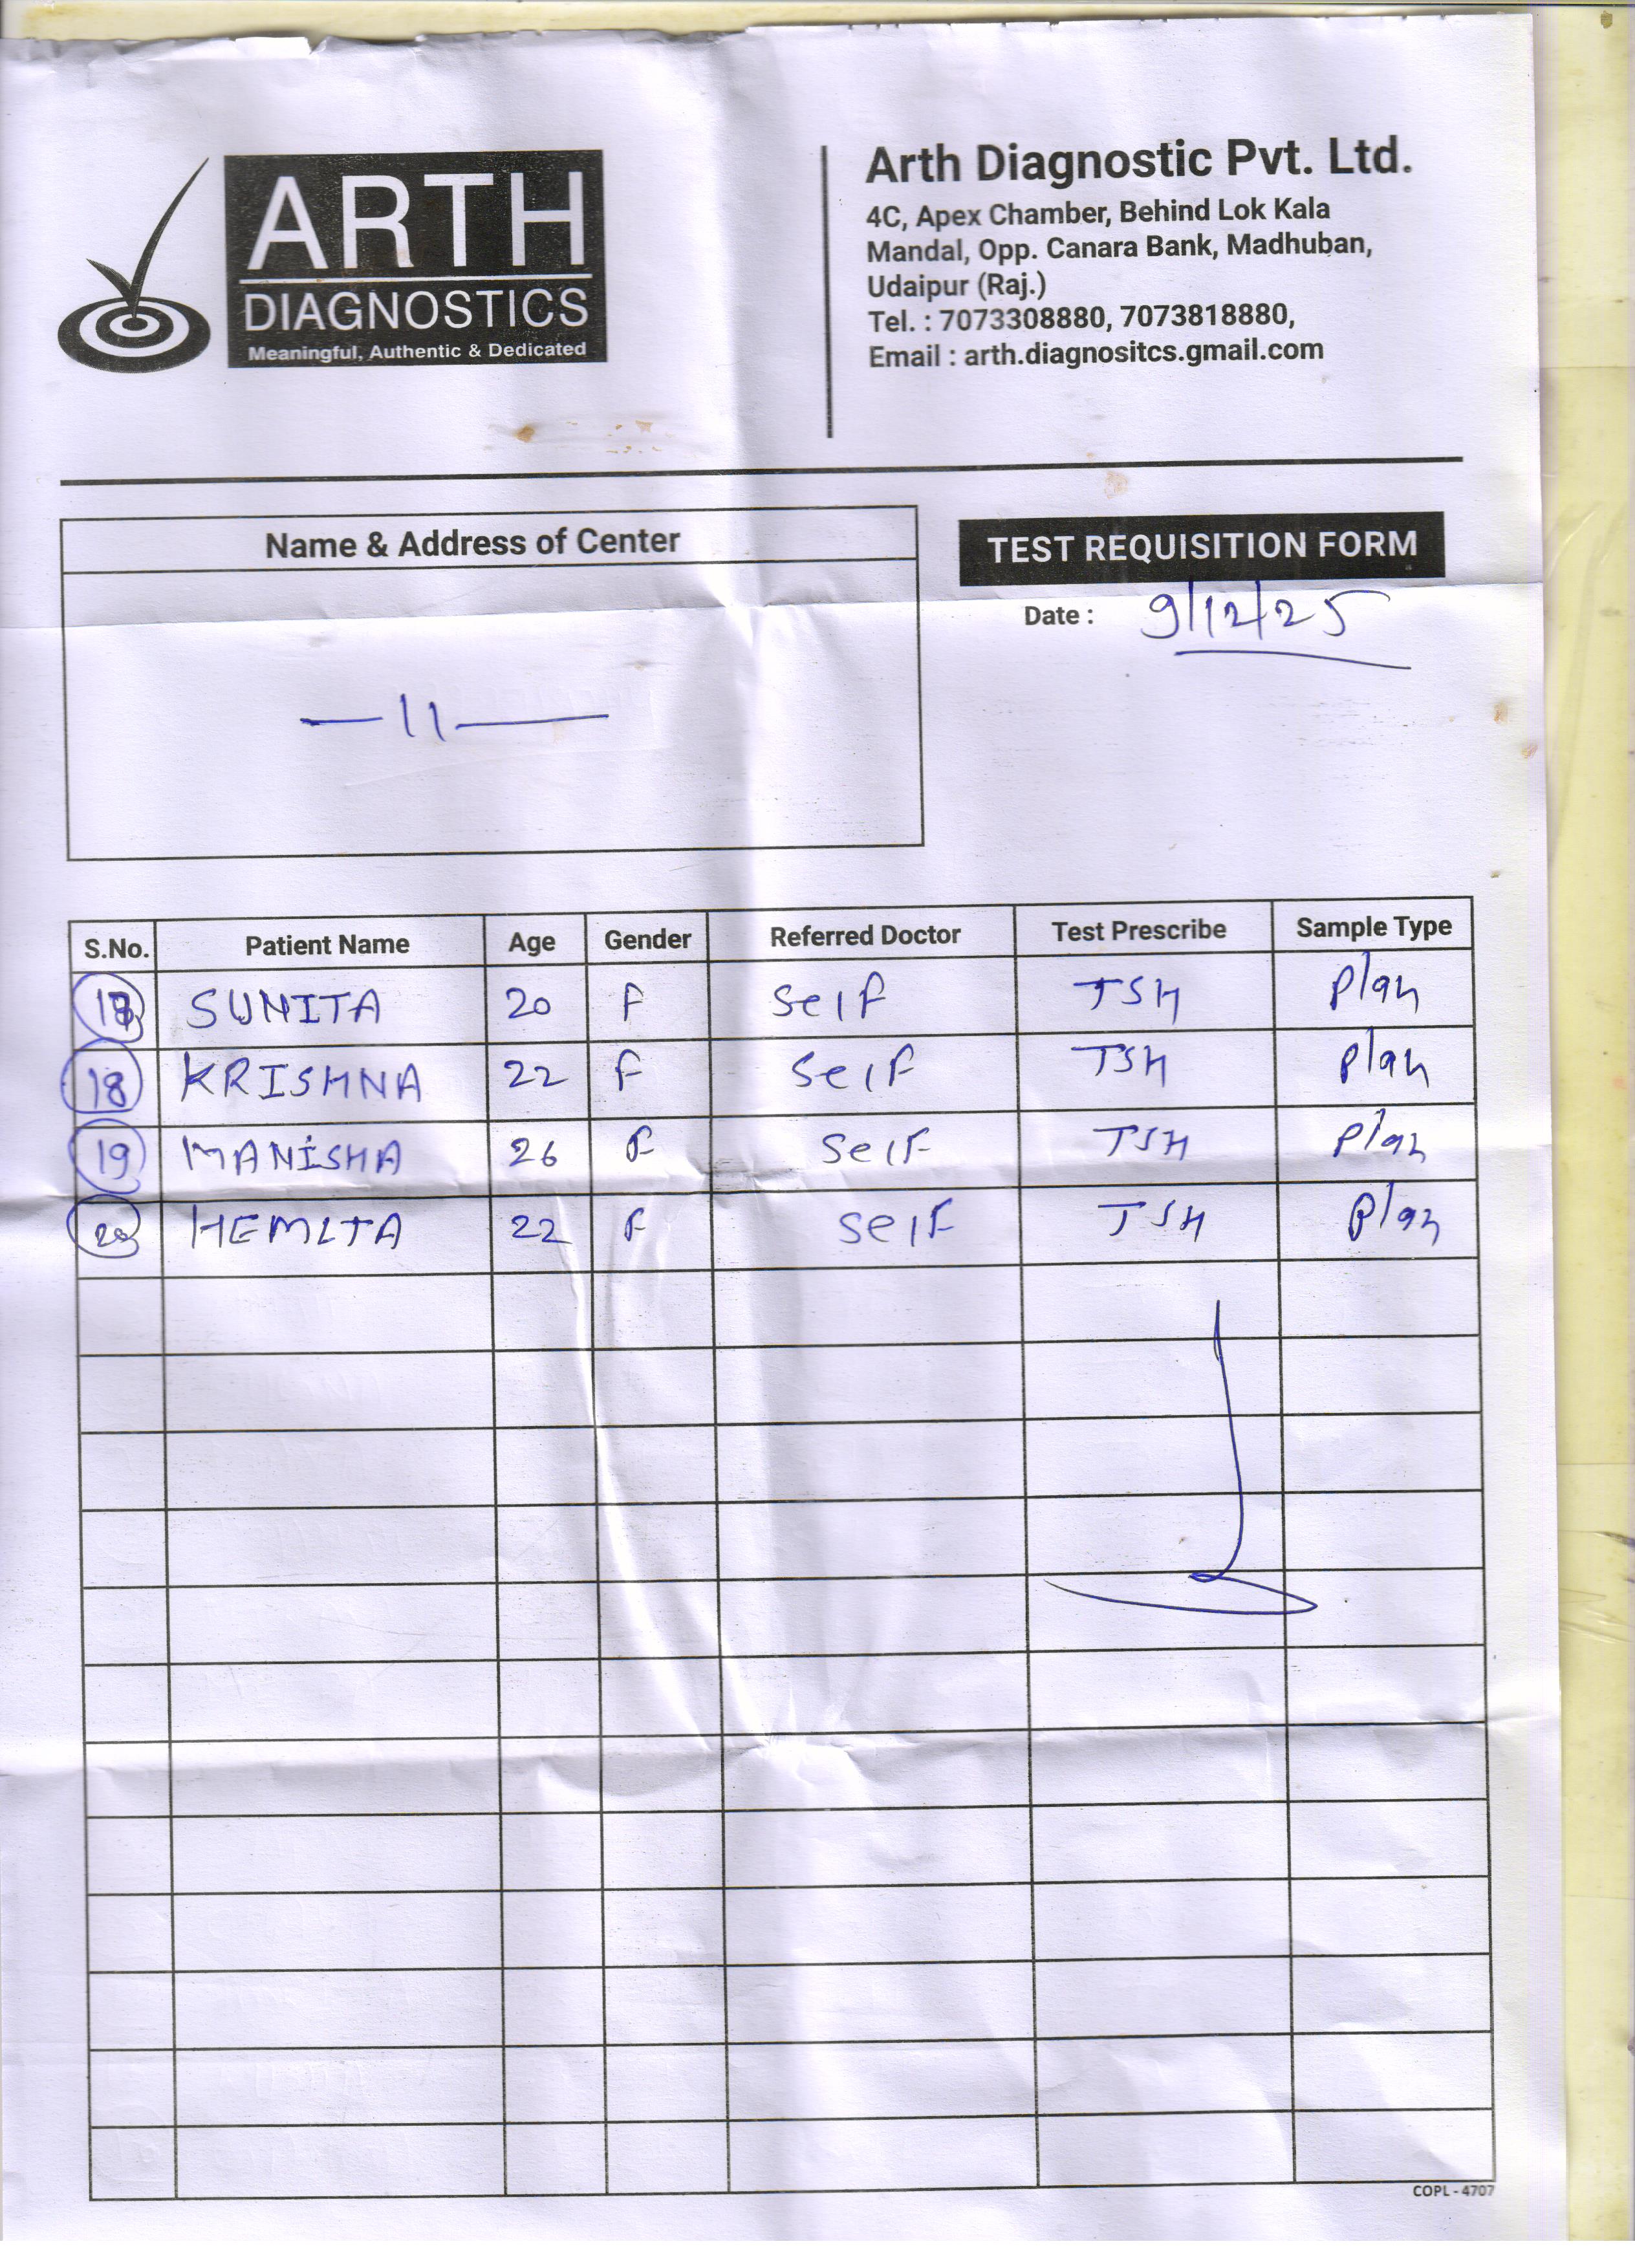 ARTH
DIAGNOSTICS
Meaningful, Authentic & Dedicated
Arth Diagnostic Pvt. Ltd.
4C, Apex Chamber, Behind Lok Kala
Mandal, Opp. Canara Bank, Madhuban,
Udaipur (Raj.)
Tel. : 7073308880, 7073818880,
Email : arth.diagnositcs.gmail.com
Name & Address of Center
—11—
TEST REQUISITION FORM
Date : 9/12/25
S.No. Patient Name Age Gender Referred Doctor Test Prescribe Sample Type
17 SUNITA 20 F Self TSH Plan
18 KRISHNA 22 F Self TSH Plan
19 MANISHA 26 F Self TSH Plan
20 HEMLTA 22 F Self TSH Plan
COPL - 4707